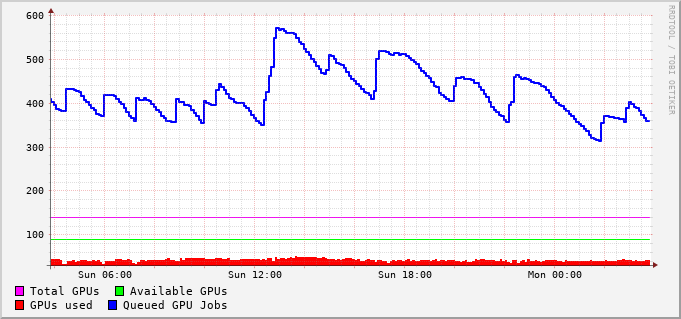 600
500
400
300
200
100
Sun 06:00 Sun 12:00 Sun 18:00 Mon 00:00
Total GPUs Available GPUs
GPUs used Queued GPU Jobs
RRDTOOL / TOBI OETIKER